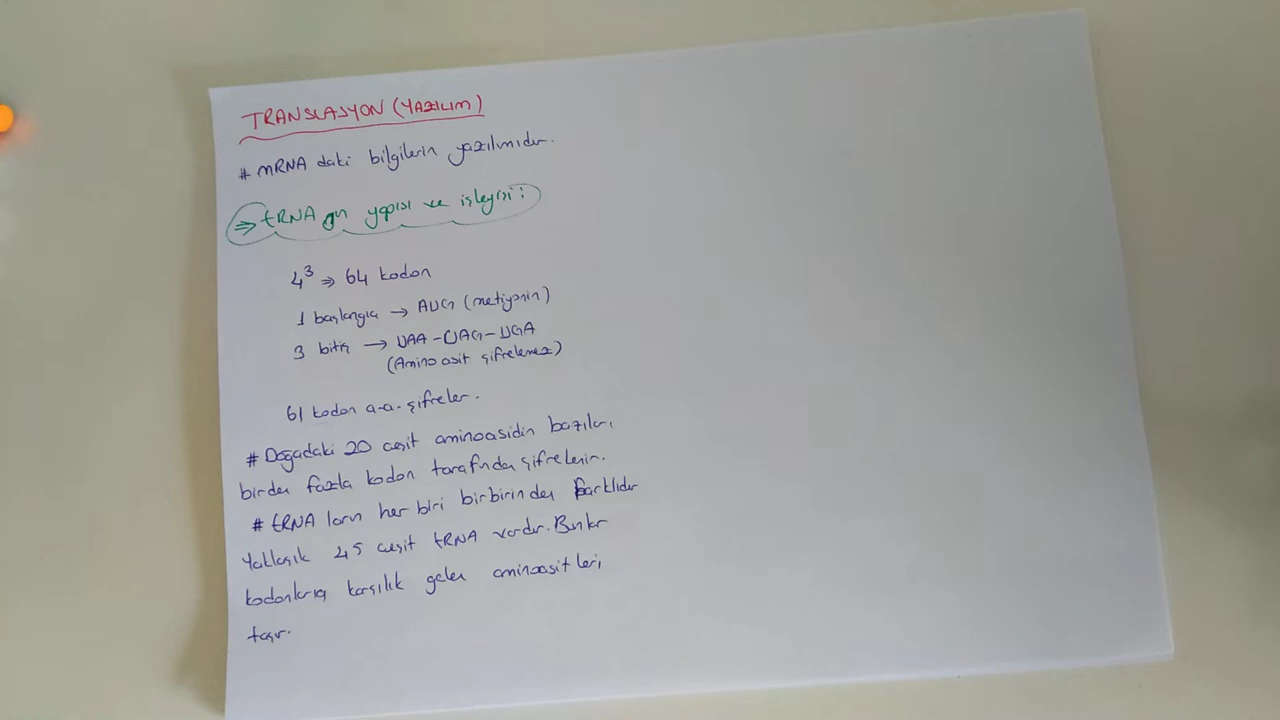 TRANSLASYON (YAZILIM)
# mRNA daki bilgilerin yazılımıdır.
⇒ tRNA nın yapısı ve işleyişi:
4³ ⇒ 64 kodon
1 başlangıç → AUG (metiyonin)
3 bitiş → UAA-UAG-UGA
(Amino asit şifrelemez)
61 kodon a.a. şifreler.
# Doğadaki 20 çeşit aminoasidin bazıları
birden fazla kodon tarafından şifrelenir.
# tRNA ların her biri birbirinden farklıdır
Yaklaşık 45 çeşit tRNA vardır. Bunlar
kodonlara karşılık gelen aminoasitleri
taşır.